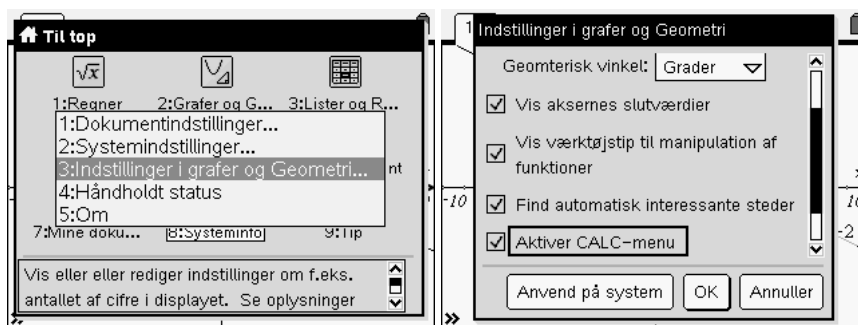 Til top
1:Regner 2:Grafer og G... 3:Lister og R...
1:Dokumentindstillinger...
2:Systemindstillinger...
3:Indstillinger i grafer og Geometri...
nt
4:Håndholdt status
5:Om
7:Mine doku... 8:Systeminfo 9:Tip
Vis eller eller rediger indstillinger om f.eks.
antallet af cifre i displayet. Se oplysninger
1
Indstillinger i grafer og Geometri
Geomterisk vinkel: Grader
Vis aksernes slutværdier
Vis værktøjstip til manipulation af
funktioner
-10
Find automatisk interessante steder
Aktiver CALC-menu
-2
Anvend på system OK Annuller